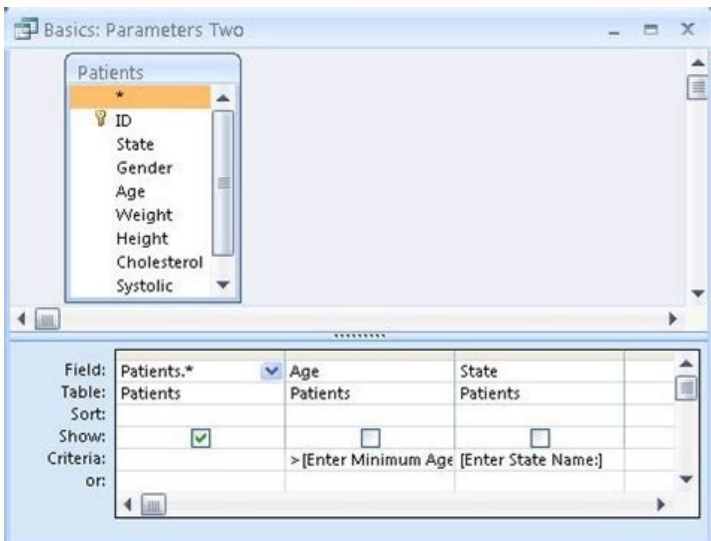 Basics: Parameters Two
Patients
*
ID
State
Gender
Age
Weight
Height
Cholesterol
Systolic
Field: Patients.* Age State
Table: Patients Patients Patients
Sort:
Show:
Criteria: >[Enter Minimum Age [Enter State Name:]
or: